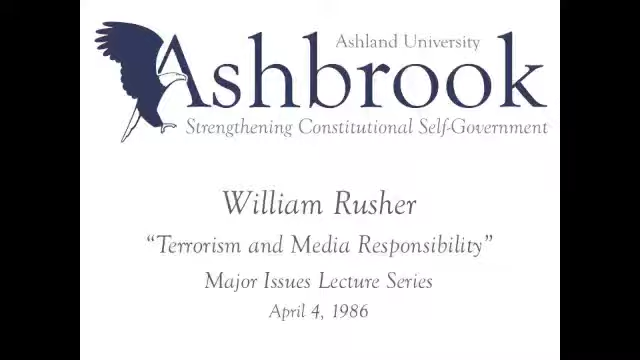 Ashland University
Ashbrook
Strengthening Constitutional Self-Government
William Rusher
“Terrorism and Media Responsibility”
Major Issues Lecture Series
April 4, 1986